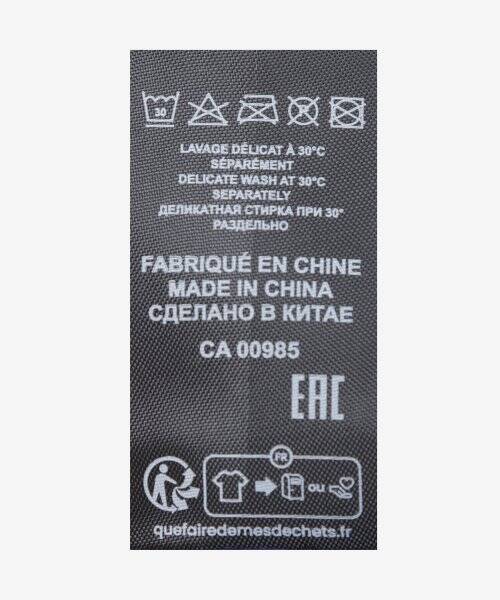 30 P
LAVAGE DÉLICAT À 30°C
SÉPARÉMENT
DELICATE WASH AT 30°C
SEPARATELY
ДЕЛИКАТНАЯ СТИРКА ПРИ 30°
РАЗДЕЛЬНО
FABRIQUÉ EN CHINE
MADE IN CHINA
СДЕЛАНО В КИТАЕ
CA 00985
EAC
FR
OU
quefairedemesdechets.fr